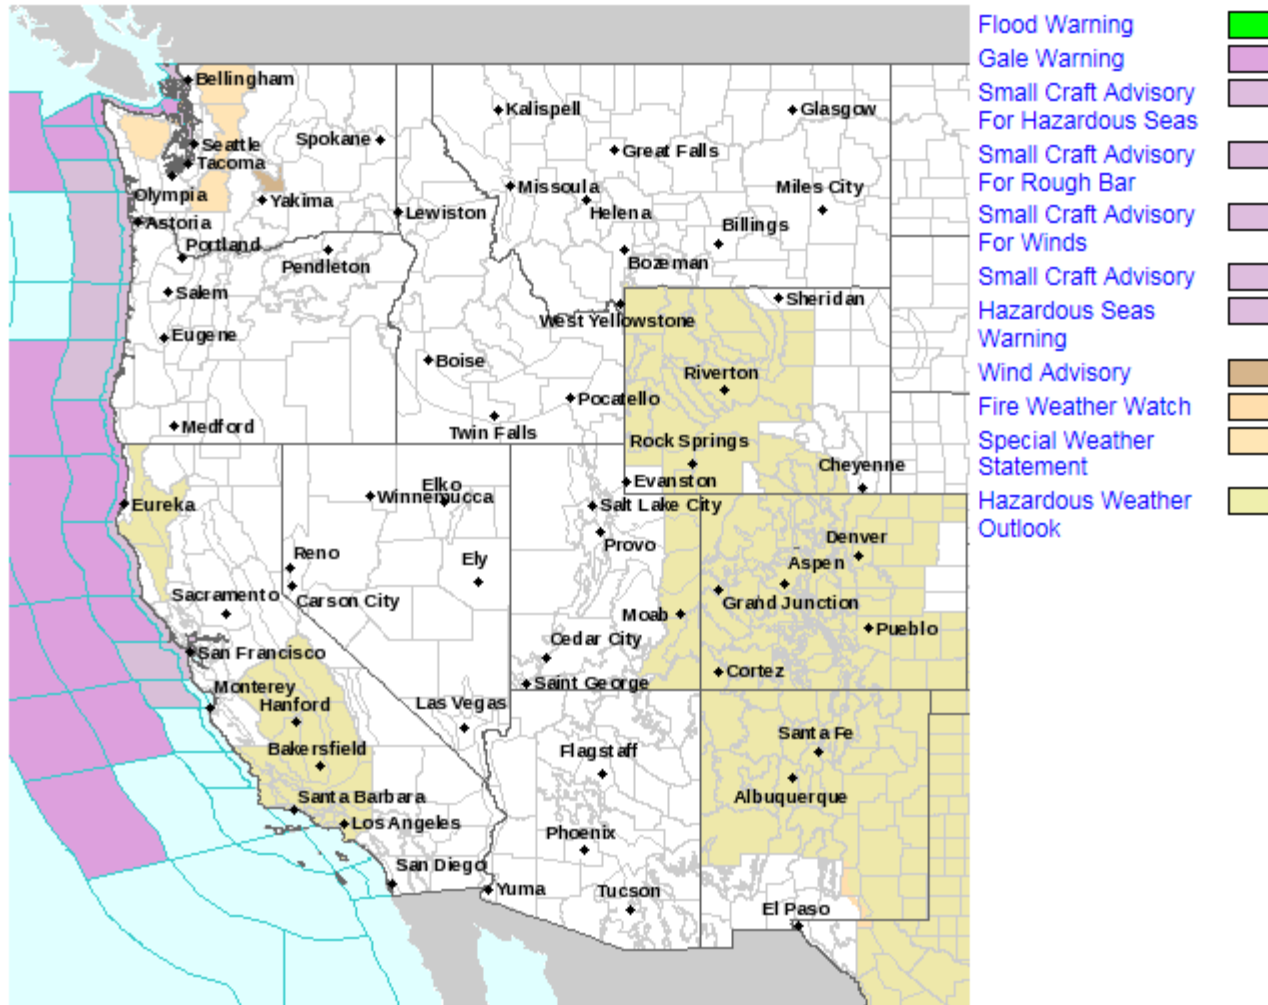 Flood Warning
Gale Warning
Small Craft Advisory
For Hazardous Seas
Small Craft Advisory
For Rough Bar
Small Craft Advisory
For Winds
Small Craft Advisory
Hazardous Seas
Warning
Wind Advisory
Fire Weather Watch
Special Weather
Statement
Hazardous Weather
Outlook
Bellingham
Kalispell
Glasgow
Spokane
Seattle
Great Falls
Tacoma
Missoula
Miles City
Olympia
Yakima
Helena
Lewiston
Astoria
Billings
Portland
Pendleton
Bozeman
Salem
Sheridan
West Yellowstone
Eugene
Boise
Riverton
Pocatello
Medford
Twin Falls
Rock Springs
Cheyenne
Elko
Evanston
Winnemucca
Eureka
Salt Lake City
Denver
Provo
Reno
Ely
Aspen
Sacramento
Carson City
Grand Junction
Moab
Pueblo
Cedar City
San Francisco
Cortez
Saint George
Monterey
Hanford
Las Vegas
Santa Fe
Bakersfield
Flagstaff
Santa Barbara
Albuquerque
Los Angeles
Phoenix
San Diego
Yuma
Tucson
El Paso